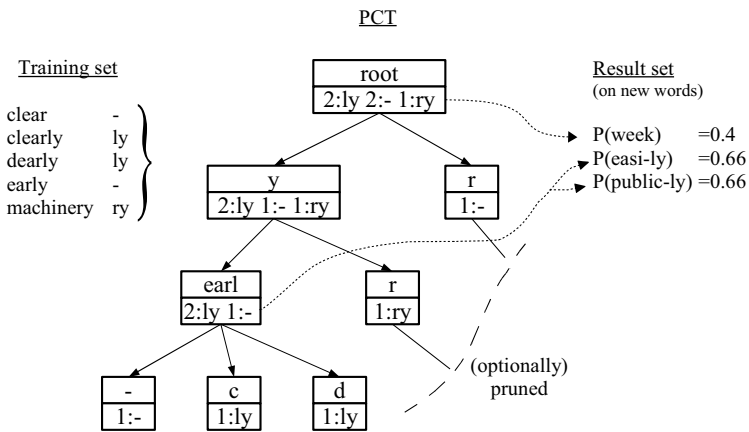 PCT
Training set
clear -
clearly ly
dearly ly
early -
machinery ry
root
2:ly 2:- 1:ry
y
2:ly 1:- 1:ry
r
1:-
earl
2:ly 1:-
r
1:ry
-
1:-
c
1:ly
d
1:ly
(optionally)
pruned
Result set
(on new words)
P(week) =0.4
P(easi-ly) =0.66
P(public-ly) =0.66